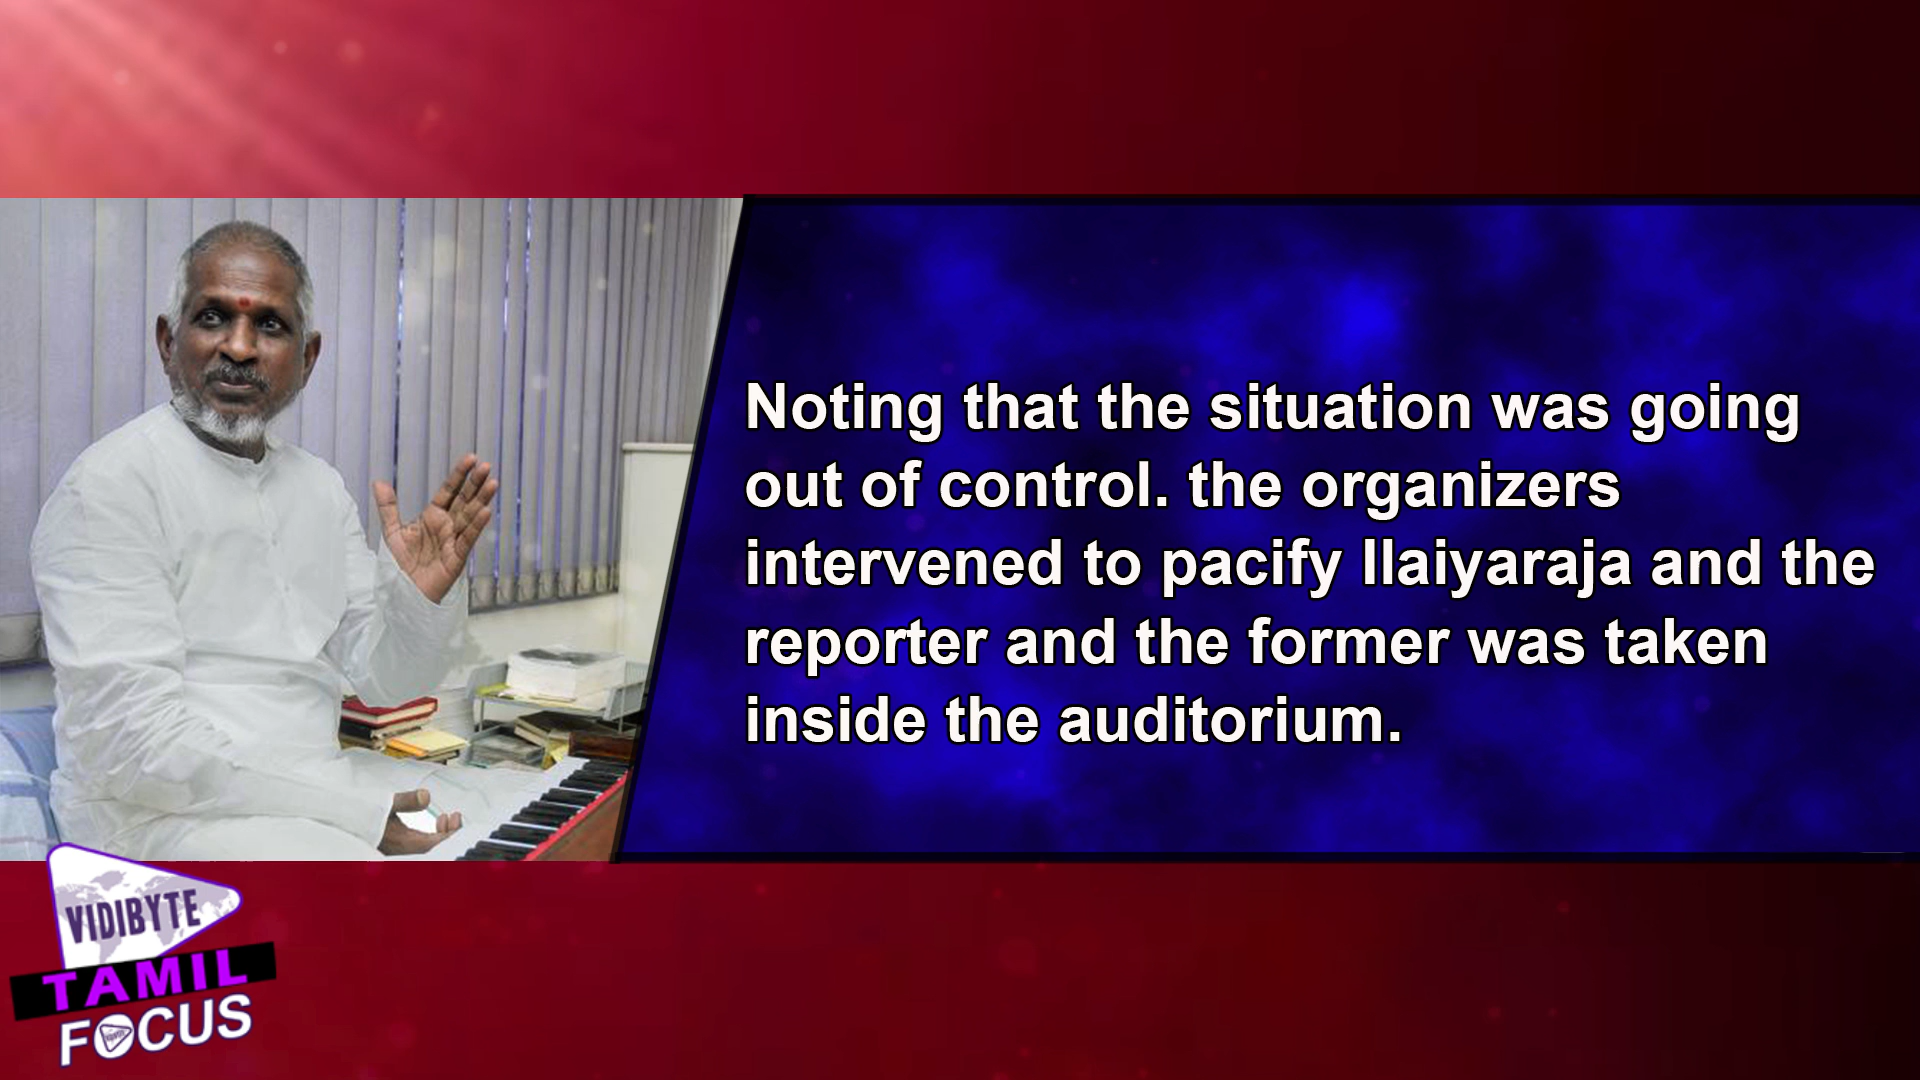 Noting that the situation was going
out of control. the organizers
intervened to pacify Ilaiyaraja and the
reporter and the former was taken
inside the auditorium.
VIDIBYTE
TAMIL
FOCUS